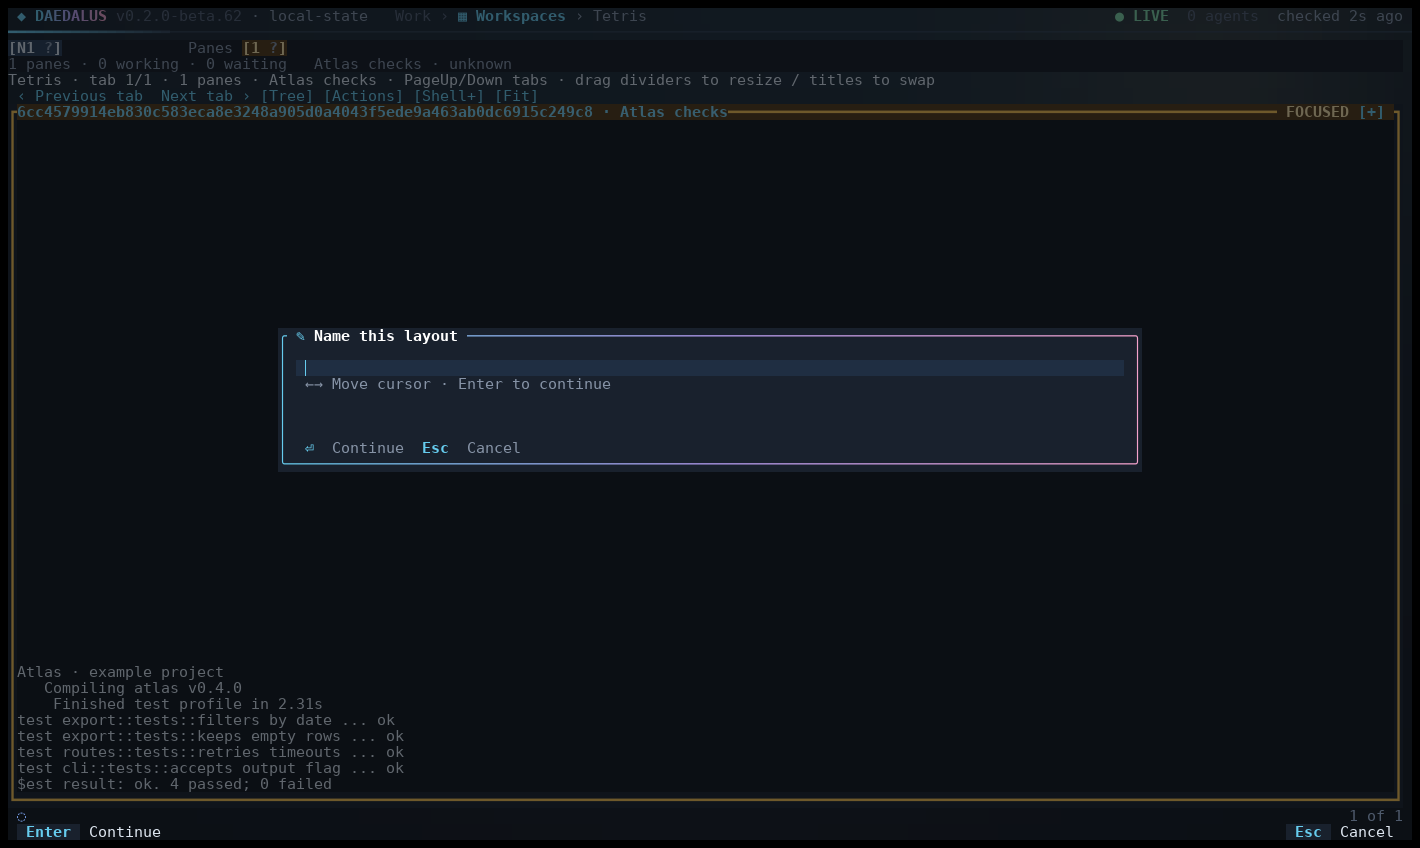 ◆ DAEDALUS v0.2.0-beta.62 · local-state   Work › ▦ Workspaces › Tetris   ● LIVE  0 agents  checked 2s ago
[N1 ?]   Panes [1 ?]
1 panes · 0 working · 0 waiting   Atlas checks · unknown
Tetris · tab 1/1 · 1 panes · Atlas checks · PageUp/Down tabs · drag dividers to resize / titles to swap
‹ Previous tab  Next tab › [Tree] [Actions] [Shell+] [Fit]
6cc4579914eb830c583eca8e3248a905d0a4043f5ede9a463ab0dc6915c249c8 · Atlas checks   FOCUSED [+]
✎ Name this layout
←→ Move cursor · Enter to continue
⏎  Continue  Esc  Cancel
Atlas · example project
Compiling atlas v0.4.0
Finished test profile in 2.31s
test export::tests::filters by date ... ok
test export::tests::keeps empty rows ... ok
test routes::tests::retries timeouts ... ok
test cli::tests::accepts output flag ... ok
$est result: ok. 4 passed; 0 failed
1 of 1
Enter  Continue   Esc  Cancel